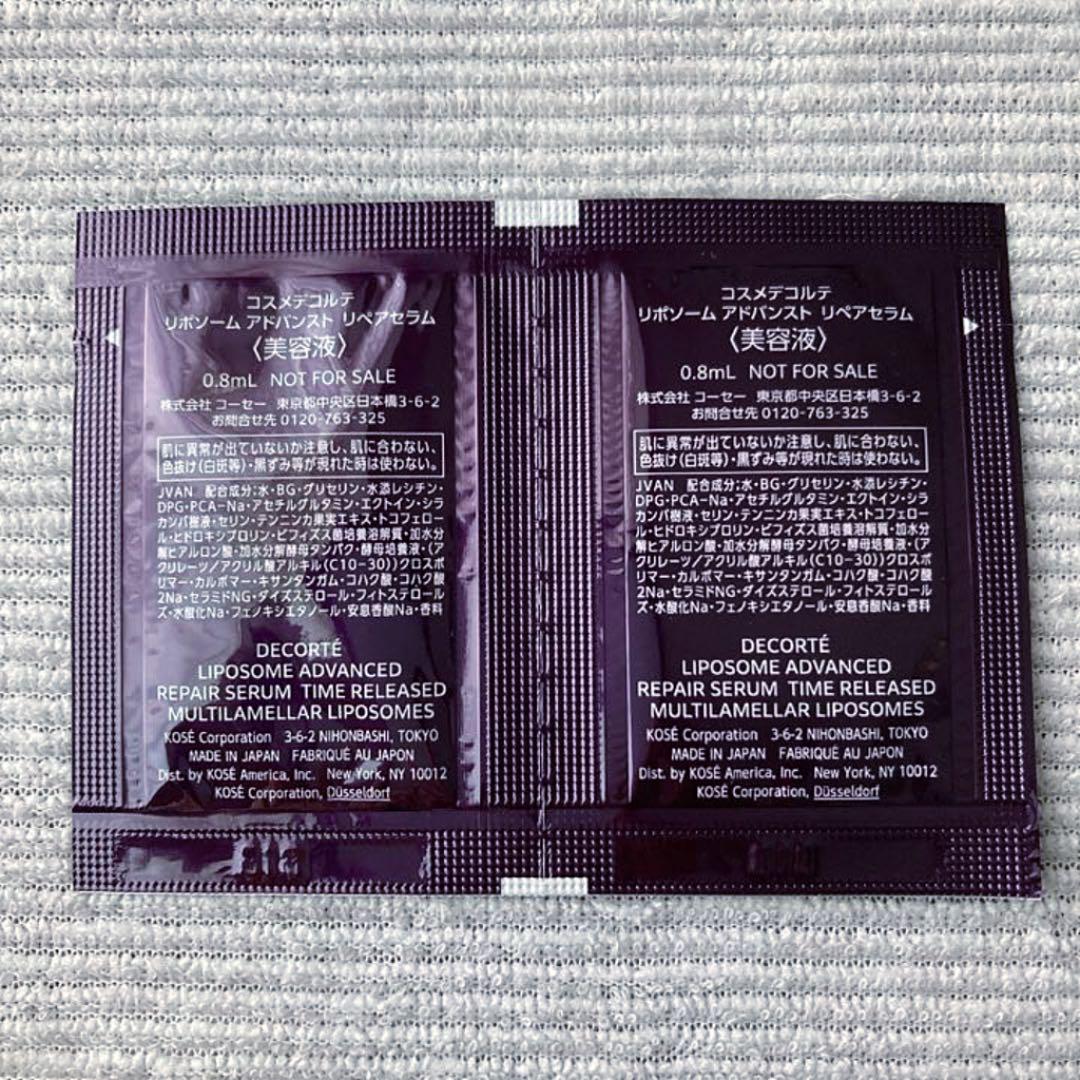 コスメデコルテ
リポソーム アドバンスト リペアセラム
〈美容液〉
0.8mL NOT FOR SALE
株式会社 コーセー 東京都中央区日本橋3-6-2
お問合せ先 0120-763-325
肌に異常が出ていないか注意し、肌に合わない、
色抜け(白斑等)・黒ずみ等が現れた時は使わない。
JVAN 配合成分:水・BG・グリセリン・水添レシチン・
DPG・PCA-Na・アセチルグルタミン・エクトイン・シラ
カンバ樹液・セリン・テンニンカ果実エキス・トコフェロー
ル・ヒドロキシプロリン・ビフィズス菌培養溶解質・加水分
解ヒアルロン酸・加水分解酵母タンパク・酵母培養液・(ア
クリレーツ/アクリル酸アルキル(C10-30))クロスポ
リマー・カルボマー・キサンタンガム・コハク酸・コハク酸
2Na・セラミドNG・ダイズステロール・フィトステロール
ズ・水酸化Na・フェノキシエタノール・安息香酸Na・香料
DECORTÉ
LIPOSOME ADVANCED
REPAIR SERUM TIME RELEASED
MULTILAMELLAR LIPOSOMES
KOSÉ Corporation 3-6-2 NIHONBASHI, TOKYO
MADE IN JAPAN FABRIQUÉ AU JAPON
Dist. by KOSÉ America, Inc. New York, NY 10012
KOSÉ Corporation, Düsseldorf
コスメデコルテ
リポソーム アドバンスト リペアセラム
〈美容液〉
0.8mL NOT FOR SALE
株式会社 コーセー 東京都中央区日本橋3-6-2
お問合せ先 0120-763-325
肌に異常が出ていないか注意し、肌に合わない、
色抜け(白斑等)・黒ずみ等が現れた時は使わない。
JVAN 配合成分:水・BG・グリセリン・水添レシチン・
DPG・PCA-Na・アセチルグルタミン・エクトイン・シラ
カンバ樹液・セリン・テンニンカ果実エキス・トコフェロー
ル・ヒドロキシプロリン・ビフィズス菌培養溶解質・加水分
解ヒアルロン酸・加水分解酵母タンパク・酵母培養液・(ア
クリレーツ/アクリル酸アルキル(C10-30))クロスポ
リマー・カルボマー・キサンタンガム・コハク酸・コハク酸
2Na・セラミドNG・ダイズステロール・フィトステロール
ズ・水酸化Na・フェノキシエタノール・安息香酸Na・香料
DECORTÉ
LIPOSOME ADVANCED
REPAIR SERUM TIME RELEASED
MULTILAMELLAR LIPOSOMES
KOSÉ Corporation 3-6-2 NIHONBASHI, TOKYO
MADE IN JAPAN FABRIQUÉ AU JAPON
Dist. by KOSÉ America, Inc. New York, NY 10012
KOSÉ Corporation, Düsseldorf